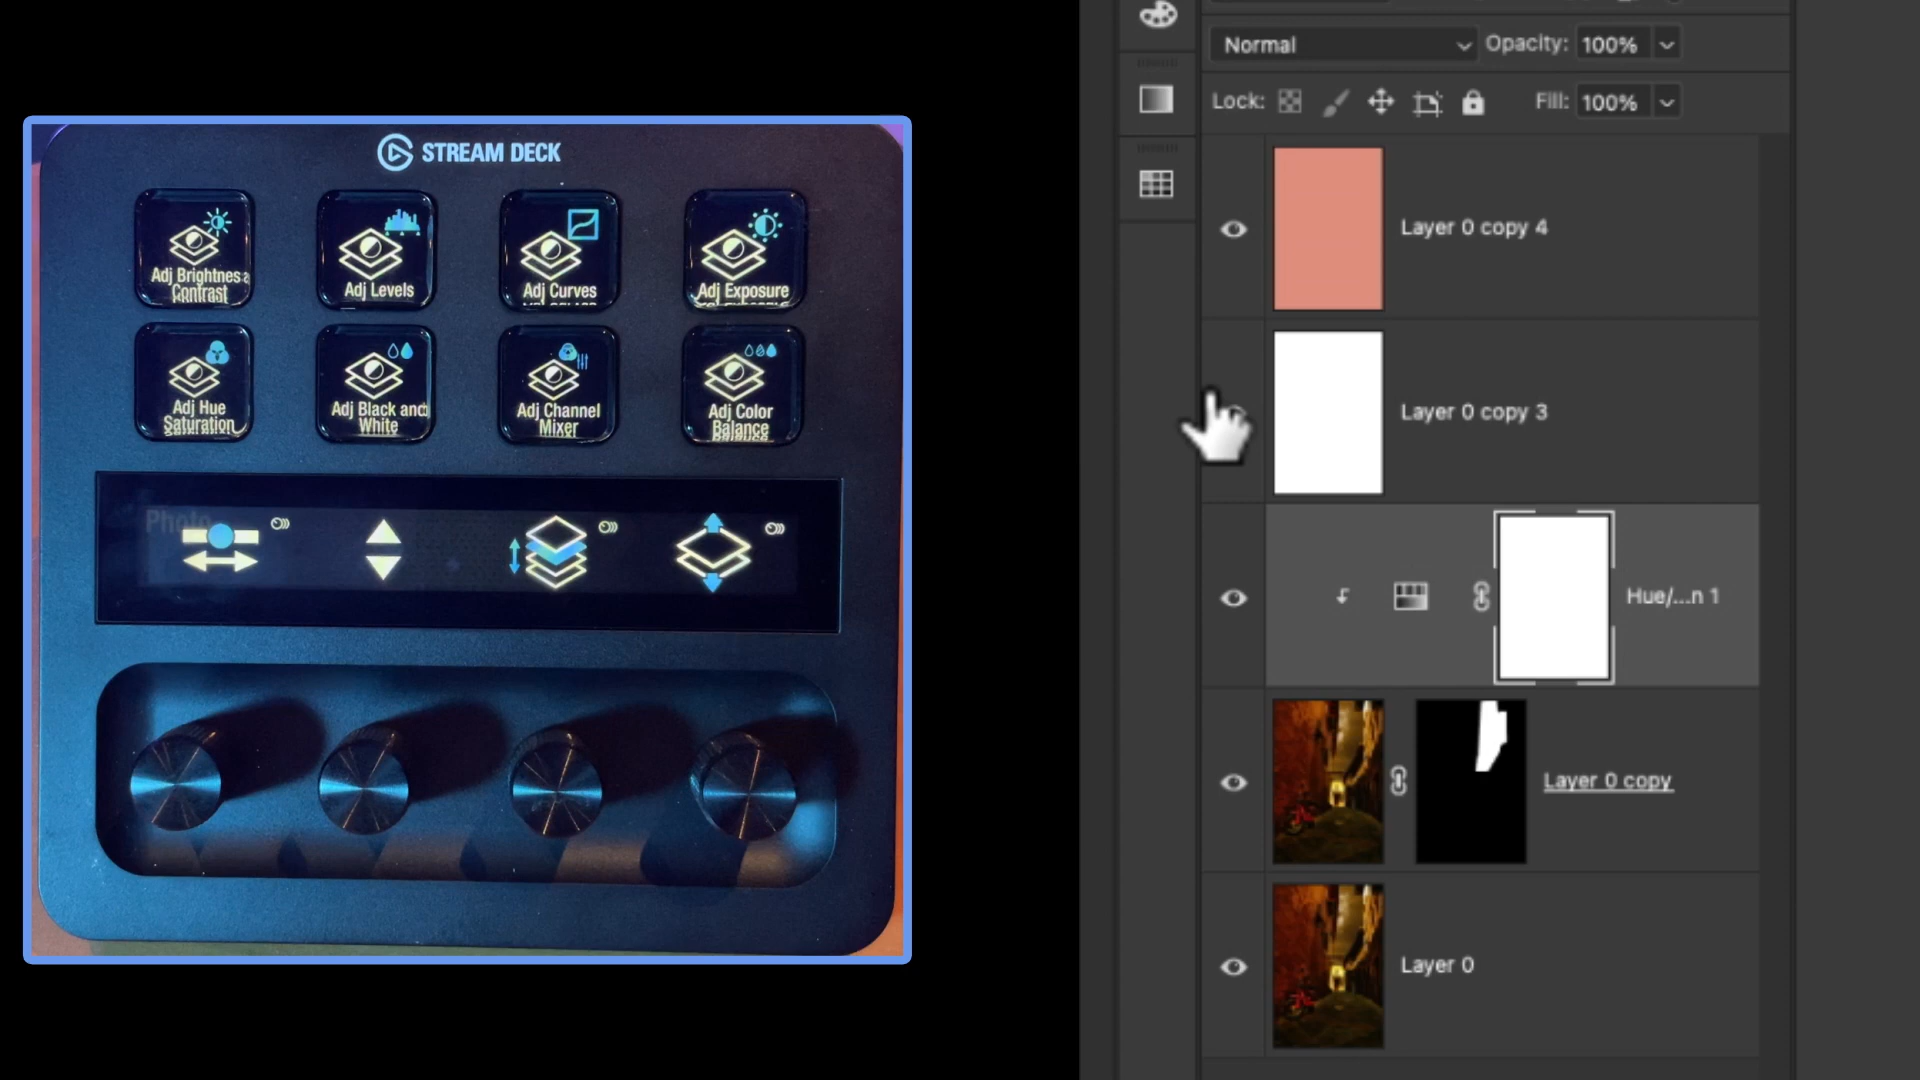 STREAM DECK
Adj Brightnes
Contrast
Adj Levels
Adj Curves
Adj Exposure
Adj Hue
Saturation
Adj Black and
White
Adj Channel
Mixer
Adj Color
Balance
Photo
Normal
Opacity: 100%
Lock:
Fill: 100%
Layer 0 copy 4
Layer 0 copy 3
Hue/...n 1
Layer 0 copy
Layer 0